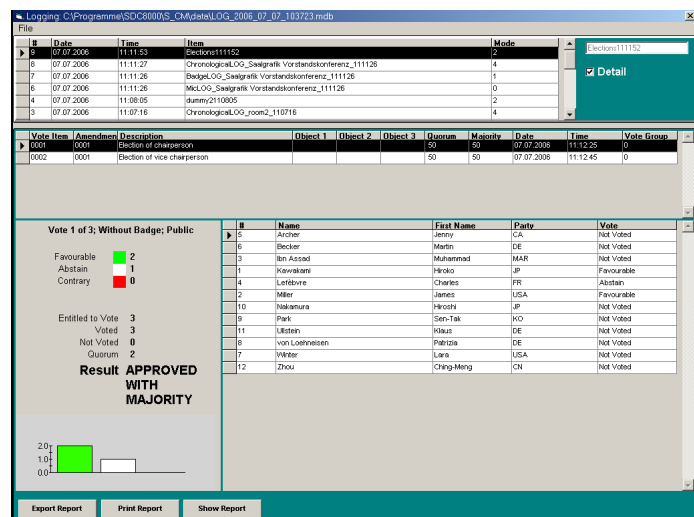 Logging: C:\Programme\SDC8000\S_CM\data\LOG_2006_07_07_103723.mdb
File
# Date Time Item Mode
9 07.07.2006 11:11:53 Elections111152 2
8 07.07.2006 11:11:27 ChronologicalLOG_Saalgrafik Vorstandskonferenz_111126 4
7 07.07.2006 11:11:26 BadgeLOG_Saalgrafik Vorstandskonferenz_111126 1
6 07.07.2006 11:11:26 MicLOG_Saalgrafik Vorstandskonferenz_111126 0
4 07.07.2006 11:08:05 dummy2110805 2
3 07.07.2006 11:07:16 ChronologicalLOG_room2_110716 4
Elections111152
Detail
Vote Item Amendmen Description Object 1 Object 2 Object 3 Quorum Majority Date Time Vote Group
0001 0001 Election of chairperson 50 50 07.07.2006 11:12:25 0
0002 0001 Election of vice chairperson 50 50 07.07.2006 11:12:45 0
Vote 1 of 3; Without Badge; Public
Favourable 2
Abstain 1
Contrary 0
Entitled to Vote 3
Voted 3
Not Voted 0
Quorum 2
Result APPROVED
WITH
MAJORITY
2.0
1.0
0.0
# Name First Name Party Vote
5 Archer Jenny CA Not Voted
6 Becker Martin DE Not Voted
3 Ibn Assad Muhammad MAR Not Voted
1 Kawakami Hiroko JP Favourable
4 Lefèbvre Charles FR Abstain
2 Miller James USA Favourable
10 Nakamura Hiroshi JP Not Voted
9 Park Sen-Tak KO Not Voted
11 Ullstein Klaus DE Not Voted
8 von Loehneisen Patrizia DE Not Voted
7 Winter Lara USA Not Voted
12 Zhou Ching-Meng CN Not Voted
Export Report Print Report Show Report